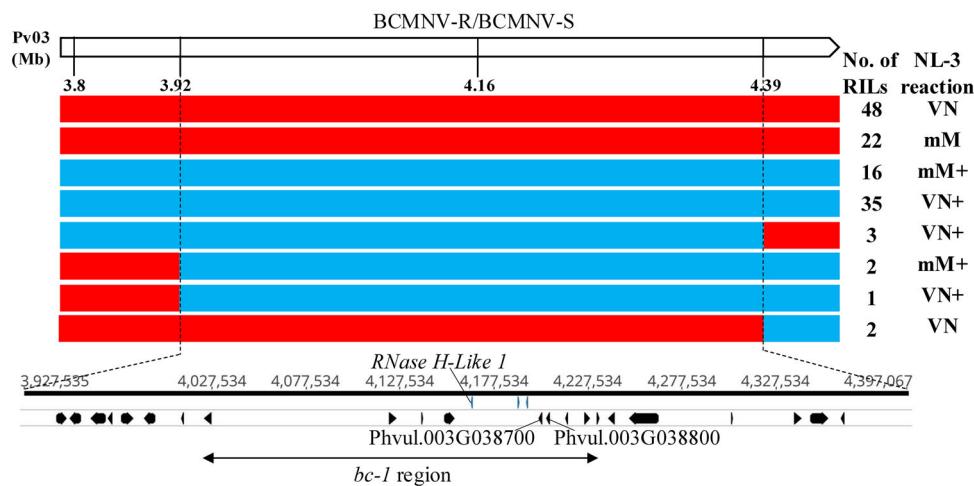 BCMNV-R/BCMNV-S
Pv03
(Mb)
No. of NL-3
RILs reaction
3.8 3.92 4.16 4.39
48 VN
22 mM
16 mM+
35 VN+
3 VN+
2 mM+
1 VN+
2 VN
RNase H-Like 1
3,927,535 4,027,534 4,077,534 4,127,534 4,177,534 4,227,534 4,277,534 4,327,534 4,397,067
Phvul.003G038700 Phvul.003G038800
bc-1 region